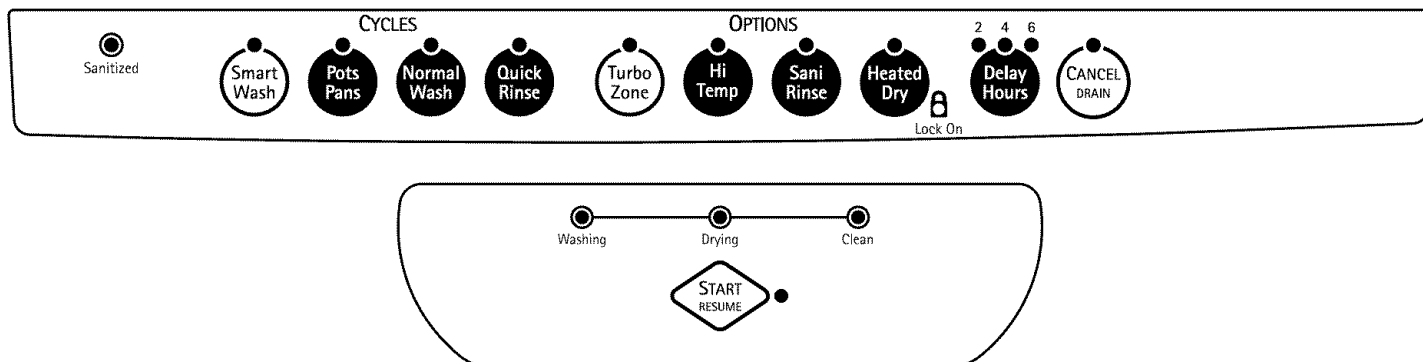 CYCLES
OPTIONS
2 4 6
Sanitized
Smart
Wash
Pots
Pans
Normal
Wash
Quick
Rinse
Turbo
Zone
Hi
Temp
Sani
Rinse
Heated
Dry
Lock On
Delay
Hours
CANCEL
DRAIN
Washing
Drying
Clean
START
RESUME